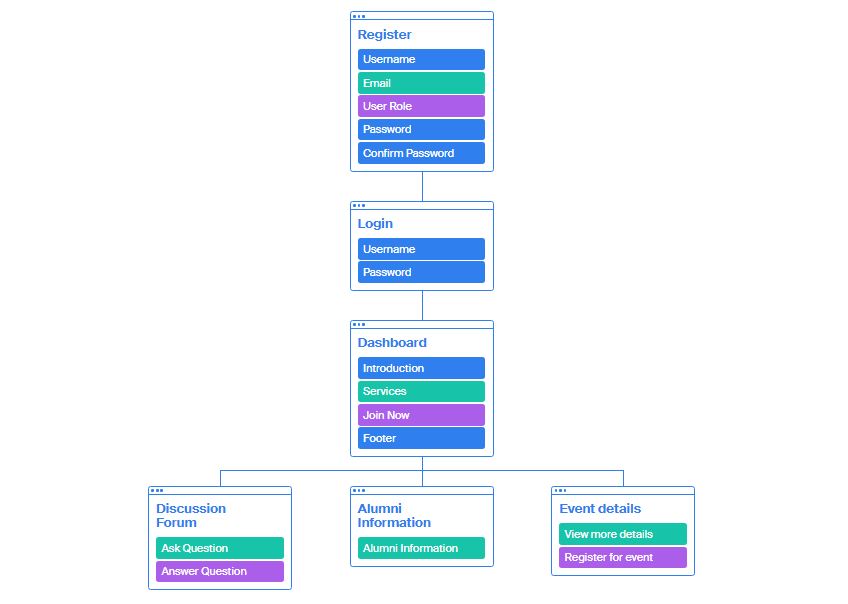 Register
Username
Email
User Role
Password
Confirm Password
Login
Username
Password
Dashboard
Introduction
Services
Join Now
Footer
Discussion
Forum
Ask Question
Answer Question
Alumni
Information
Alumni Information
Event details
View more details
Register for event